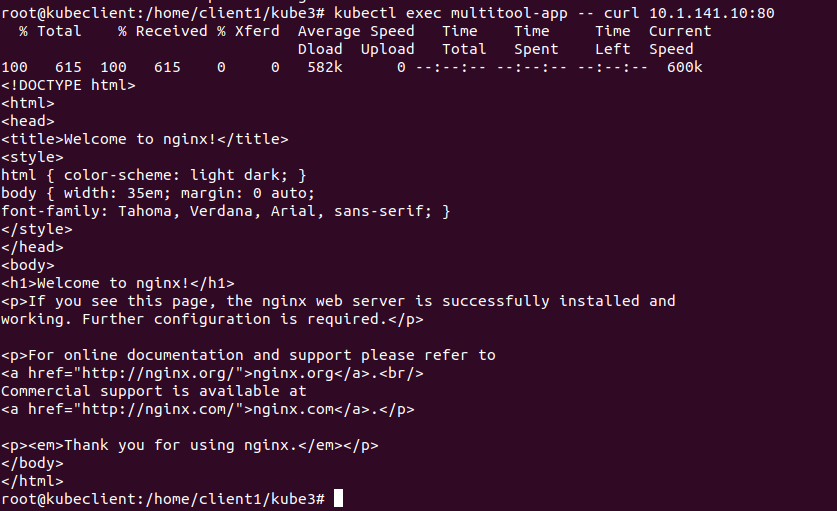 root@kubeclient:/home/client1/kube3# kubectl exec multitool-app -- curl 10.1.141.10:80
  % Total    % Received % Xferd  Average Speed   Time    Time     Time  Current
                                 Dload  Upload   Total   Spent    Left  Speed
100   615  100   615    0     0   582k      0 --:--:-- --:--:-- --:--:--  600k
<!DOCTYPE html>
<html>
<head>
<title>Welcome to nginx!</title>
<style>
html { color-scheme: light dark; }
body { width: 35em; margin: 0 auto;
font-family: Tahoma, Verdana, Arial, sans-serif; }
</style>
</head>
<body>
<h1>Welcome to nginx!</h1>
<p>If you see this page, the nginx web server is successfully installed and
working. Further configuration is required.</p>

<p>For online documentation and support please refer to
<a href="http://nginx.org/">nginx.org</a>.<br/>
Commercial support is available at
<a href="http://nginx.com/">nginx.com</a>.</p>

<p><em>Thank you for using nginx.</em></p>
</body>
</html>
root@kubeclient:/home/client1/kube3#